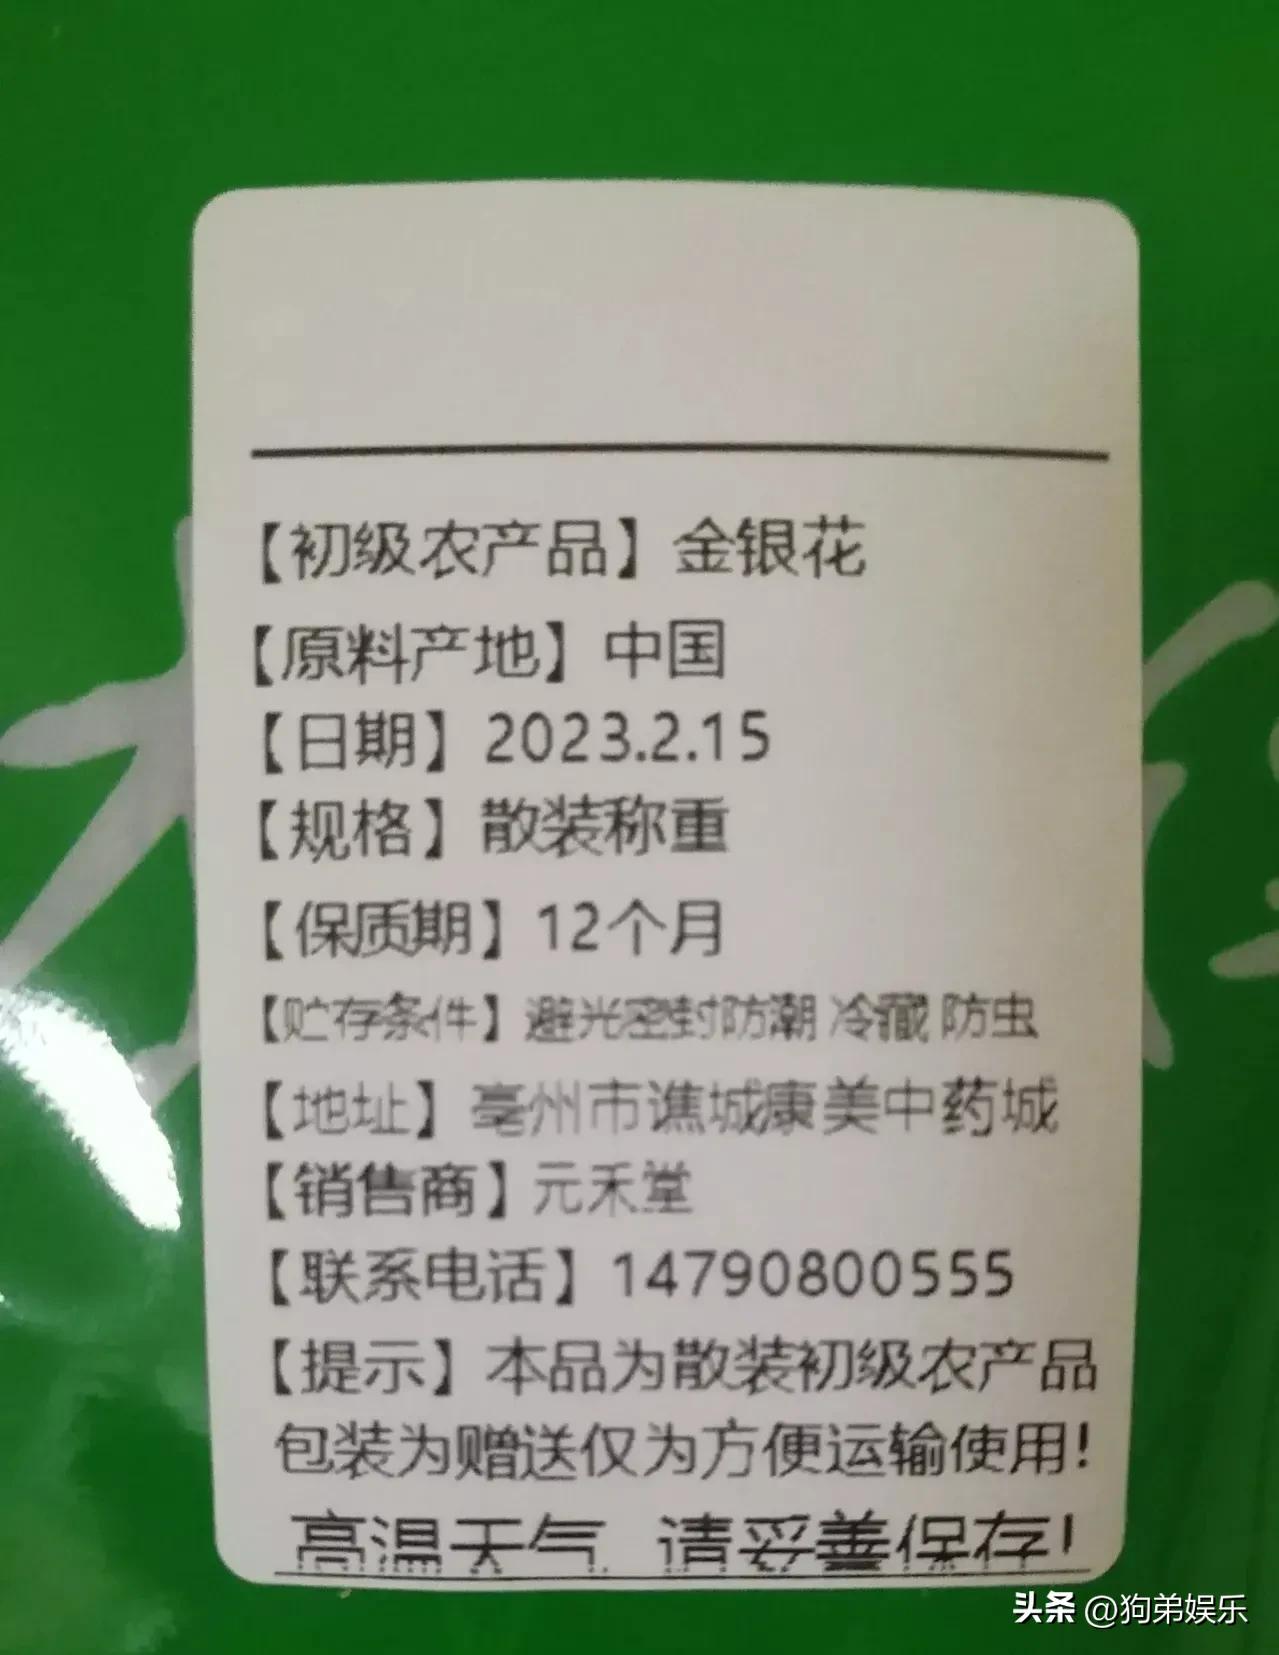 【初级农产品】金银花
【原料产地】中国
【日期】2023.2.15
【规格】散装称重
【保质期】12个月
【贮存条件】避光密封防潮 冷藏 防虫
【地址】亳州市谯城康美中药城
【销售商】元禾堂
【联系电话】14790800555
【提示】本品为散装初级农产品
包装为赠送仅为方便运输使用!
高温天气 请妥善保存!
头条 @狗弟娱乐